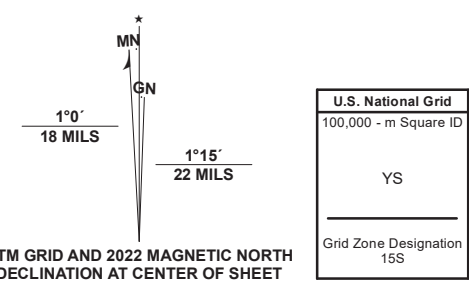 MN
GN
1°0´
18 MILS
1°15´
22 MILS
TM GRID AND 2022 MAGNETIC NORTH
DECLINATION AT CENTER OF SHEET
U.S. National Grid
100,000 - m Square ID
YS
Grid Zone Designation
15S